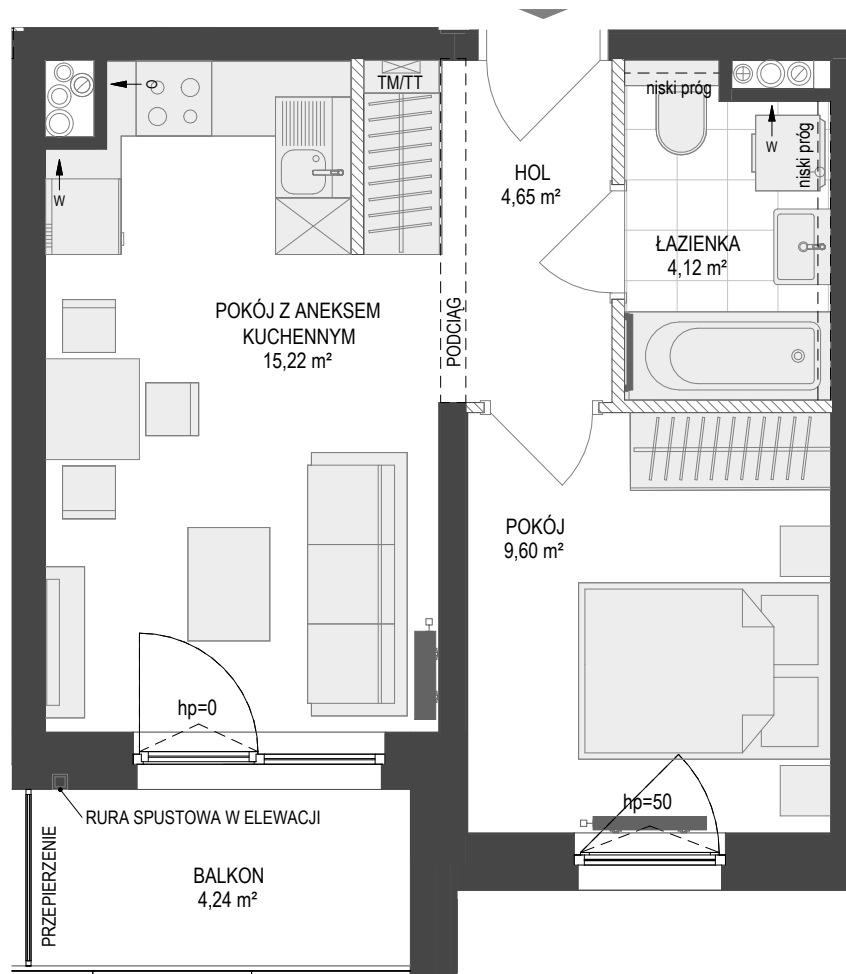 TM/TT
niski próg
W
niski próg
HOL
4,65 m²
W
ŁAZIENKA
4,12 m²
POKÓJ Z ANEKSEM
KUCHENNYM
15,22 m²
PODCIĄG
POKÓJ
9,60 m²
hp=0
hp=50
RURA SPUSTOWA W ELEWACJI
PRZEPIERZENIE
BALKON
4,24 m²